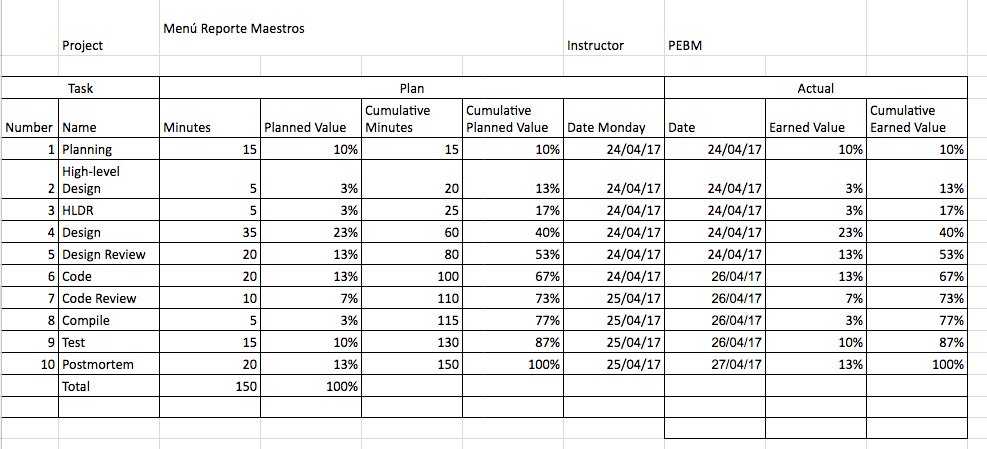 Menú Reporte Maestros
Project Instructor PEBM
Task Plan Actual
Cumulative Cumulative Cumulative
Number Name Minutes Planned Value Minutes Planned Value Date Monday Date Earned Value Earned Value
1 Planning 15 10% 15 10% 24/04/17 24/04/17 10% 10%
High-level
2 Design 5 3% 20 13% 24/04/17 24/04/17 3% 13%
3 HLDR 5 3% 25 17% 24/04/17 24/04/17 3% 17%
4 Design 35 23% 60 40% 24/04/17 24/04/17 23% 40%
5 Design Review 20 13% 80 53% 24/04/17 24/04/17 13% 53%
6 Code 20 13% 100 67% 24/04/17 26/04/17 13% 67%
7 Code Review 10 7% 110 73% 25/04/17 26/04/17 7% 73%
8 Compile 5 3% 115 77% 25/04/17 26/04/17 3% 77%
9 Test 15 10% 130 87% 25/04/17 26/04/17 10% 87%
10 Postmortem 20 13% 150 100% 25/04/17 27/04/17 13% 100%
Total 150 100%